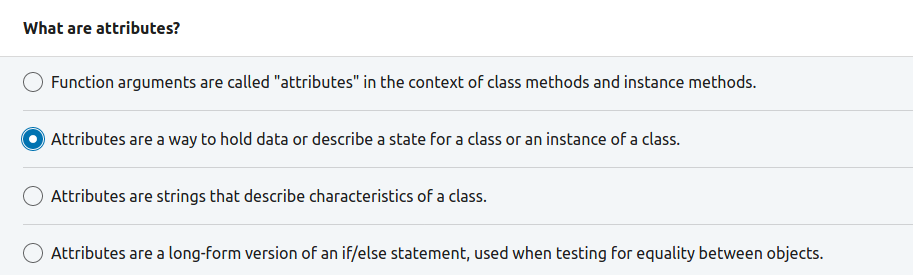 What are attributes?
Function arguments are called "attributes" in the context of class methods and instance methods.
Attributes are a way to hold data or describe a state for a class or an instance of a class.
Attributes are strings that describe characteristics of a class.
Attributes are a long-form version of an if/else statement, used when testing for equality between objects.